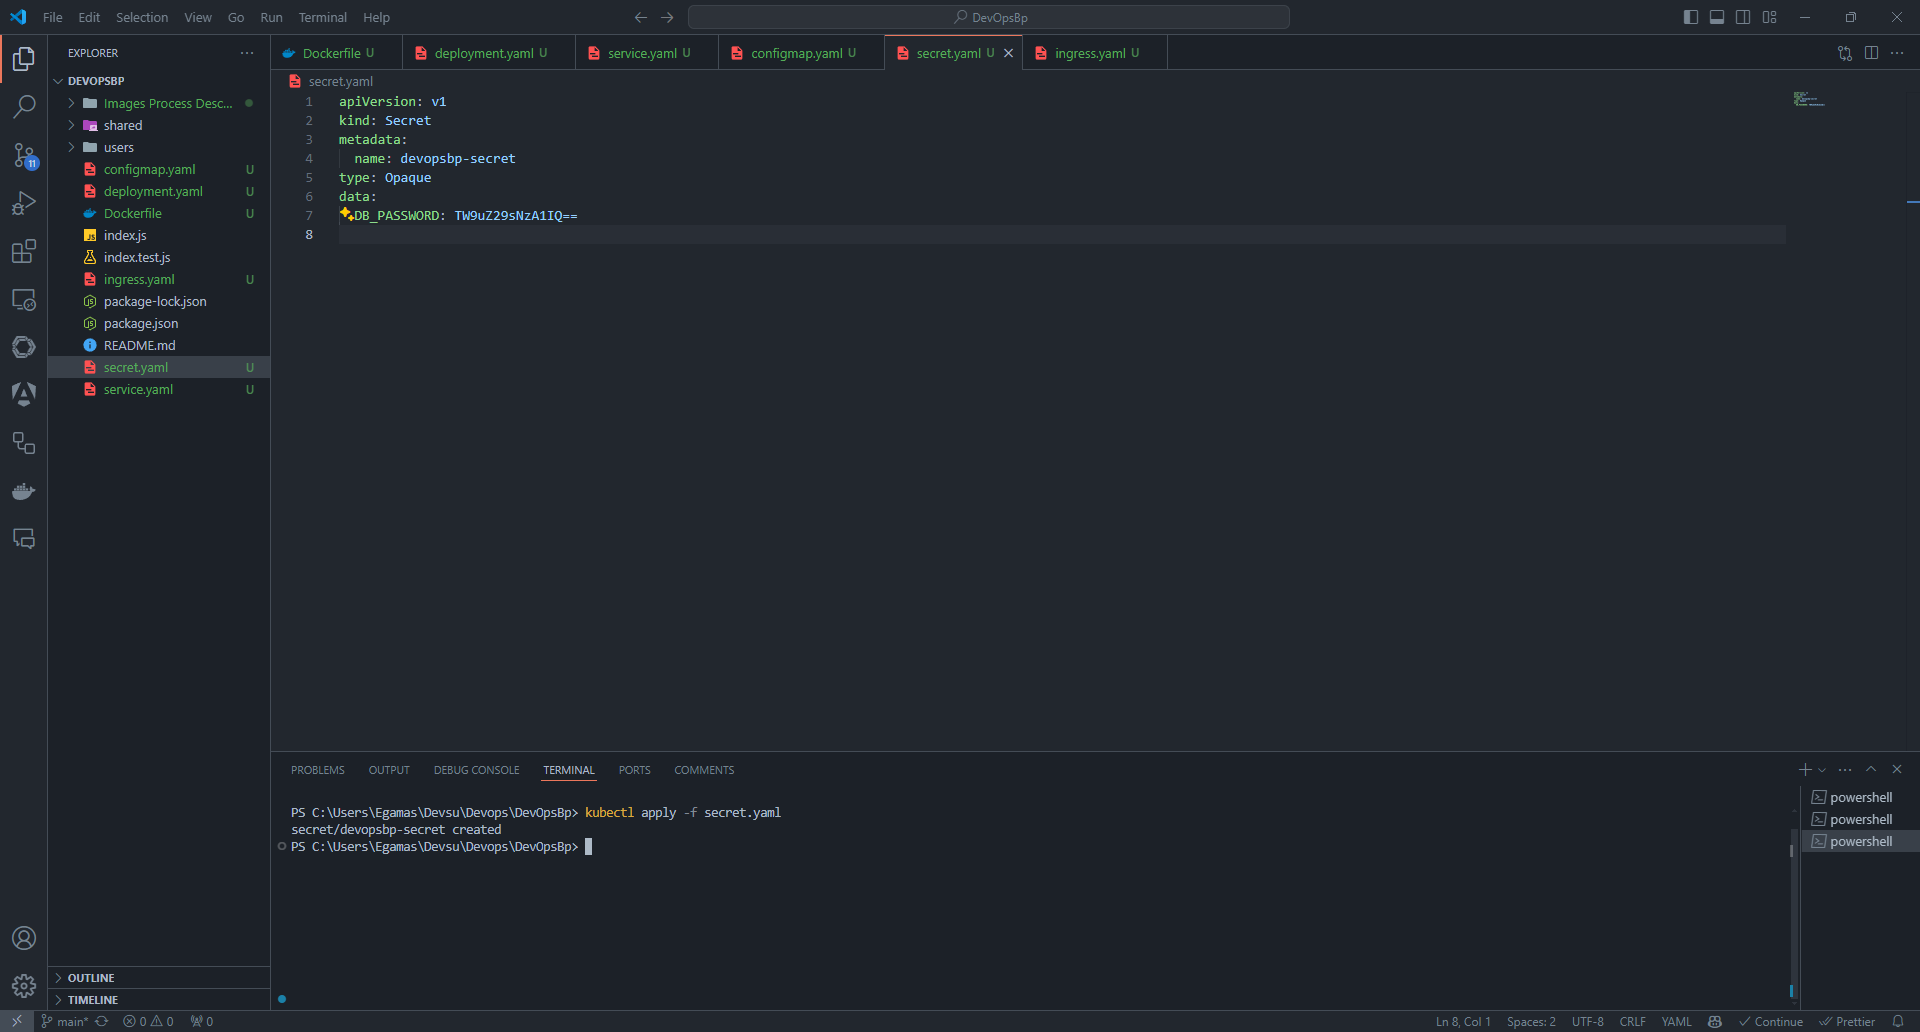 File Edit Selection View Go Run Terminal Help
DevOpsBp
EXPLORER
DEVOPSBP
Images Process Desc...
shared
users
configmap.yaml U
deployment.yaml U
Dockerfile U
index.js
index.test.js
ingress.yaml U
package-lock.json
package.json
README.md
secret.yaml U
service.yaml U
OUTLINE
TIMELINE
11
Dockerfile U
deployment.yaml U
service.yaml U
configmap.yaml U
secret.yaml U
ingress.yaml U
secret.yaml
1 apiVersion: v1
2 kind: Secret
3 metadata:
4 name: devopsbp-secret
5 type: Opaque
6 data:
7 DB_PASSWORD: TW9uZ29sNzA1IQ==
8
PROBLEMS OUTPUT DEBUG CONSOLE TERMINAL PORTS COMMENTS
PS C:\Users\Egamas\Devsu\Devops\DevOpsBp> kubectl apply -f secret.yaml
secret/devopsbp-secret created
PS C:\Users\Egamas\Devsu\Devops\DevOpsBp>
powershell
powershell
powershell
main* 0 0 0
Ln 8, Col 1 Spaces: 2 UTF-8 CRLF YAML Continue Prettier